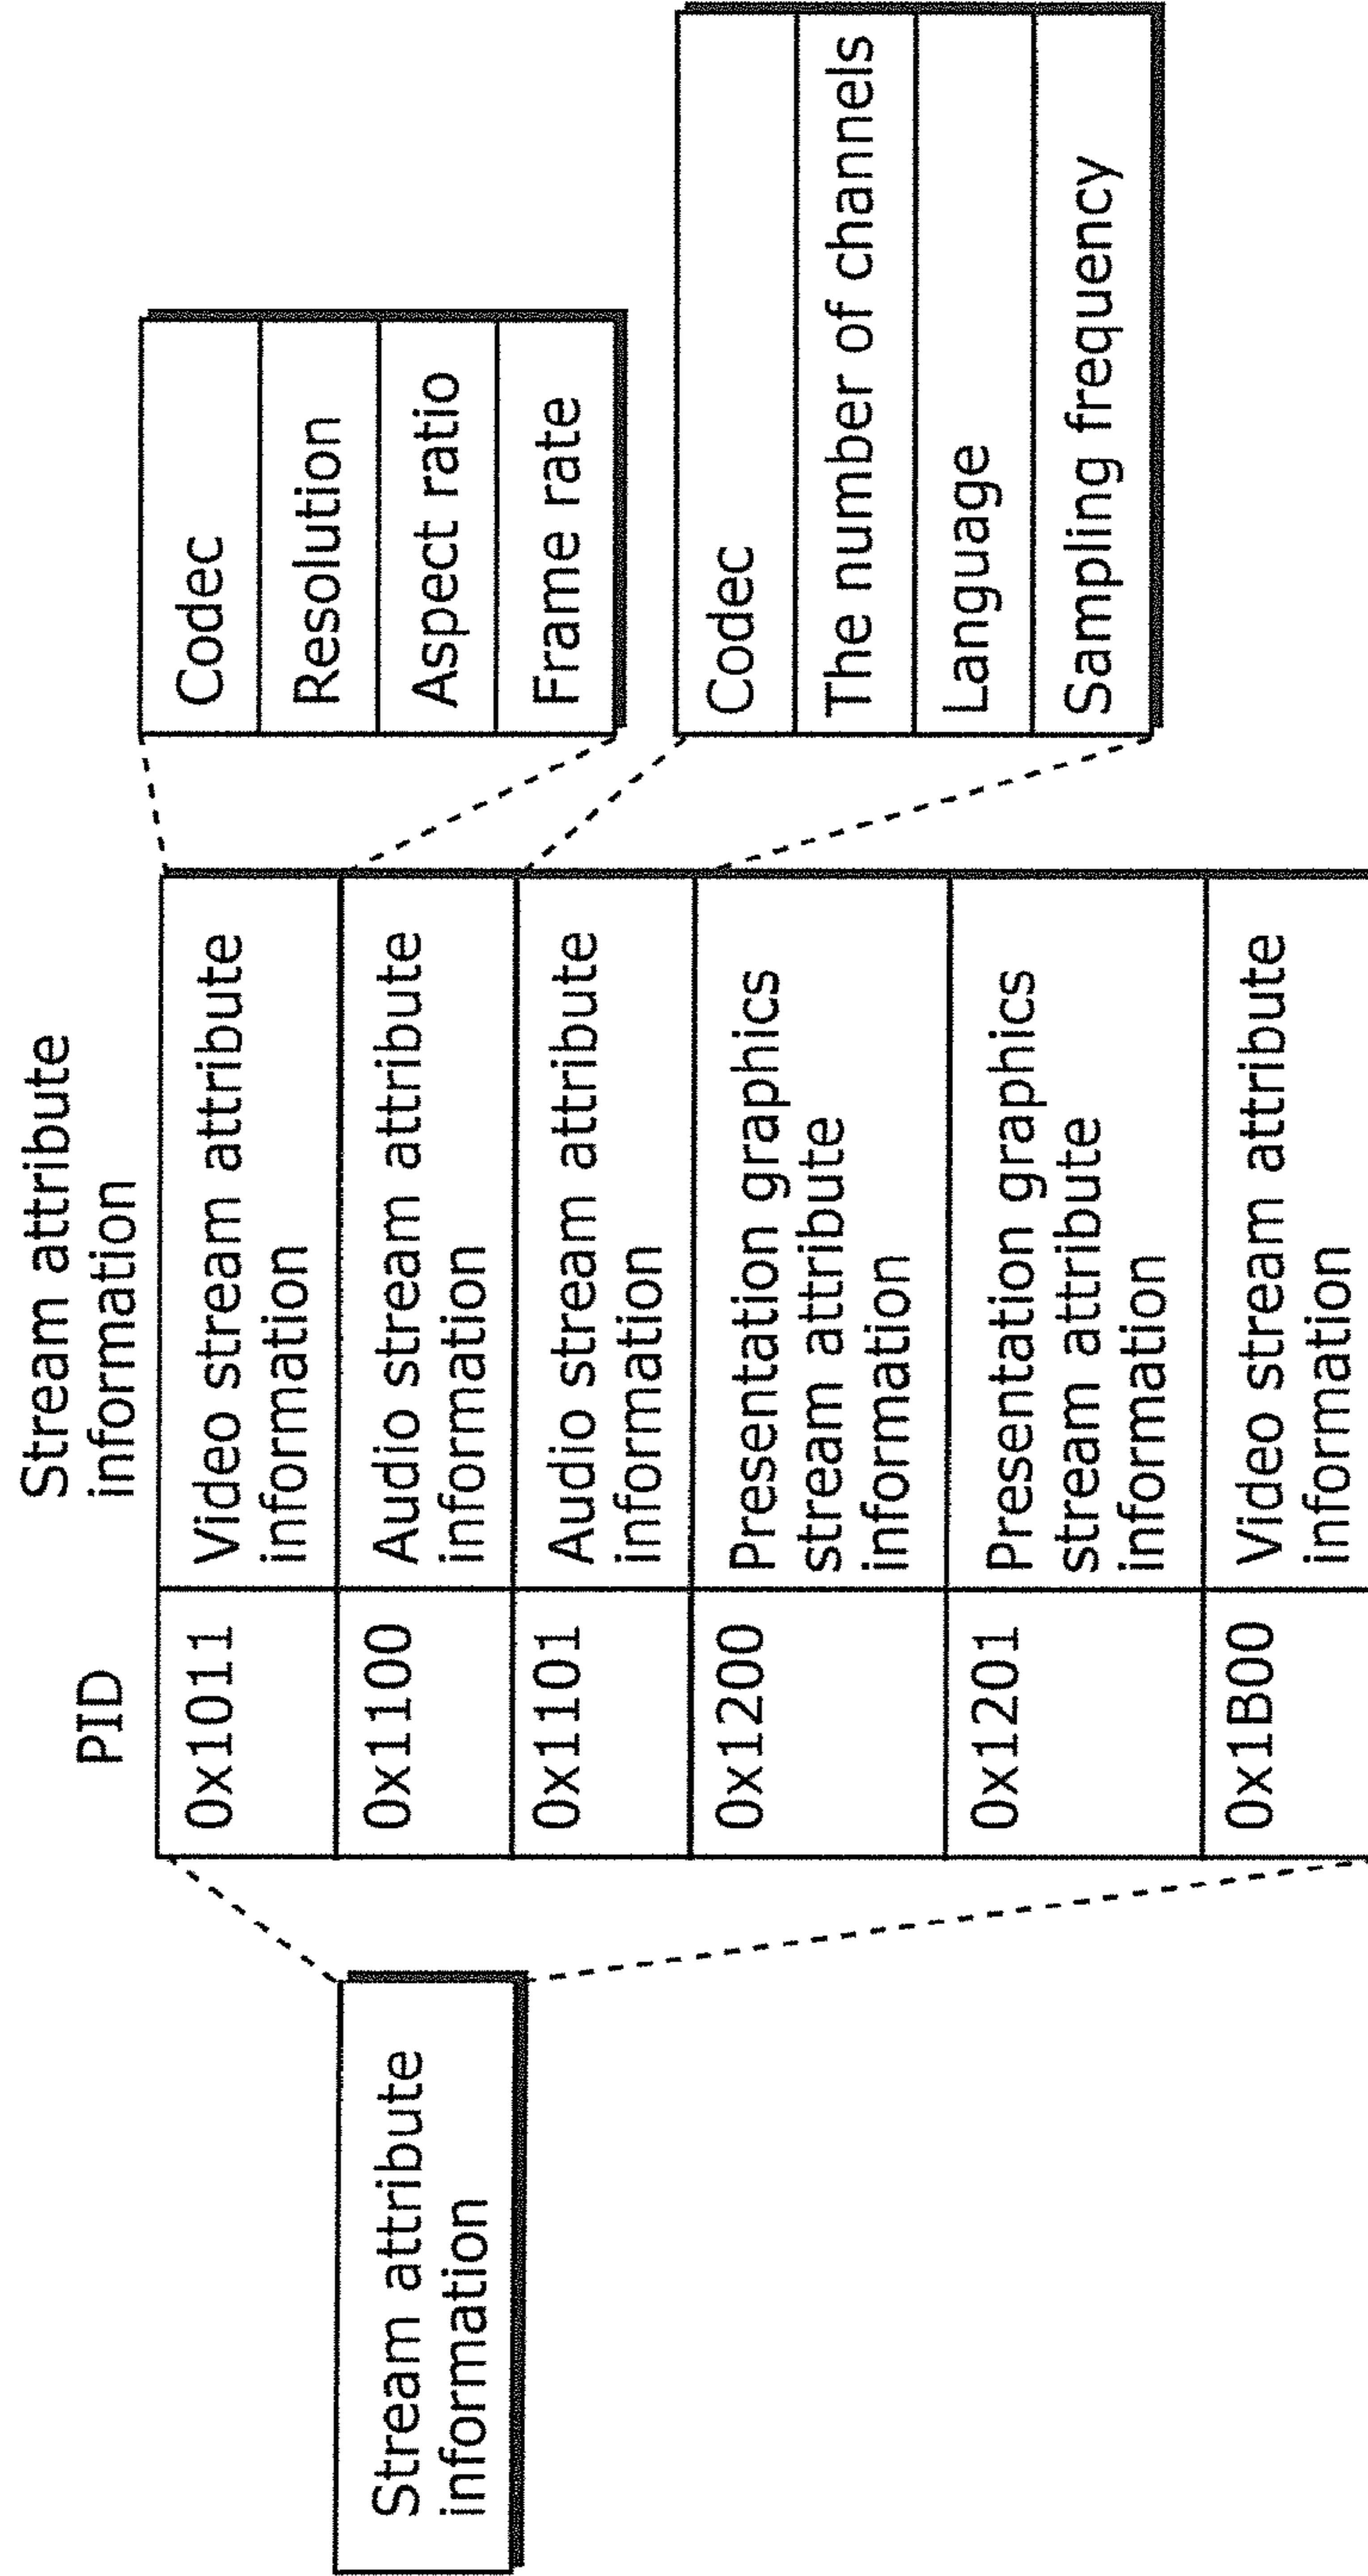 Stream attribute
information
PID
Stream attribute
information
0x1011
Video stream attribute
information
0x1100
Audio stream attribute
information
0x1101
Audio stream attribute
information
0x1200
Presentation graphics
stream attribute
information
0x1201
Presentation graphics
stream attribute
information
0x1B00
Video stream attribute
information
Codec
Resolution
Aspect ratio
Frame rate
Codec
The number of channels
Language
Sampling frequency